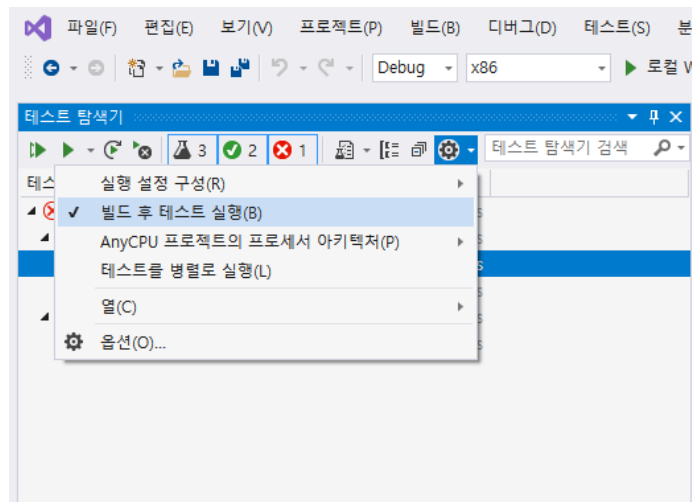 파일(F) 편집(E) 보기(V) 프로젝트(P) 빌드(B) 디버그(D) 테스트(S)
Debug x86 로컬
테스트 탐색기
3 2 1 테스트 탐색기 검색
실행 설정 구성(R)
빌드 후 테스트 실행(B)
AnyCPU 프로젝트의 프로세서 아키텍처(P)
테스트를 병렬로 실행(L)
열(C)
옵션(O)...